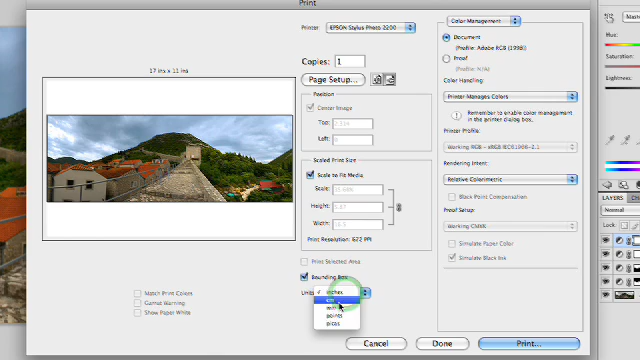 Print
Printer:
EPSON Stylus Photo 2200
Copies: 1
Page Setup...
17 ins x 11 ins
Position
Center Image
Top:
Left:
Scaled Print Size
Scale to Fit Media
Scale:
Height:
Width:
Print Resolution: 622 PPI
Print Selected Area
Bounding Box
Units
✓ inches
cm
mm
points
picas
Match Print Colors
Gamut Warning
Show Paper White
Color Management
Document
(Profile: Adobe RGB (1998))
Proof
(Profile: N/A)
Color Handling:
Printer Manages Colors
Remember to enable color management
in the printer dialog box.
Printer Profile:
Working RGB - sRGB IEC61966-2.1
Rendering Intent:
Relative Colorimetric
Black Point Compensation
Proof Setup:
Working CMYK
Simulate Paper Color
Simulate Black Ink
Cancel
Done
Print...
Hue:
Saturation:
Lightness:
LAYERS
Normal
Lock: